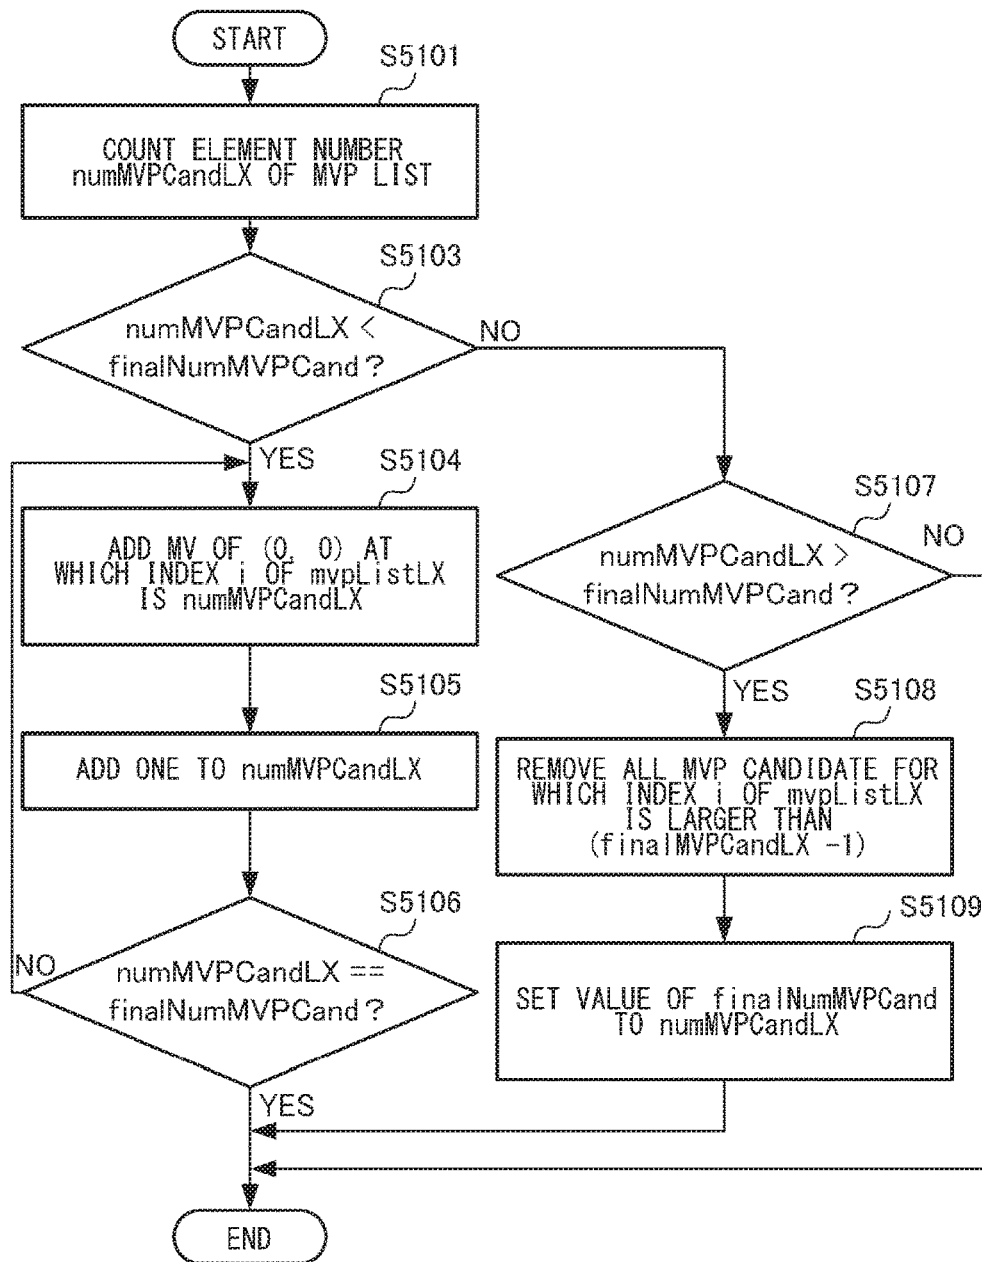 START
S5101
COUNT ELEMENT NUMBER
numMVPCandLX OF MVP LIST
S5103
numMVPCandLX <
finalNumMVPCand ?
NO
YES
S5104
ADD MV OF (0, 0) AT
WHICH INDEX i OF mvpListLX
IS numMVPCandLX
S5105
ADD ONE TO numMVPCandLX
S5106
numMVPCandLX ==
finalNumMVPCand ?
NO
YES
S5107
numMVPCandLX >
finalNumMVPCand ?
NO
YES
S5108
REMOVE ALL MVP CANDIDATE FOR
WHICH INDEX i OF mvpListLX
IS LARGER THAN
(finalMVPCandLX -1)
S5109
SET VALUE OF finalNumMVPCand
TO numMVPCandLX
END